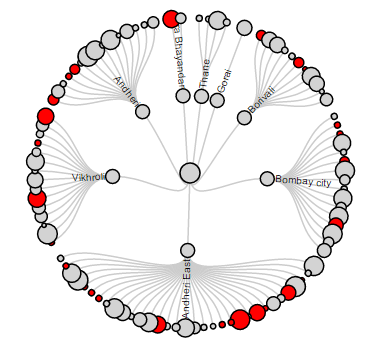 a Bhayandar
Thane
Gorai
Borivali
Andheri
Vikhroli
Bombay city
Andheri East